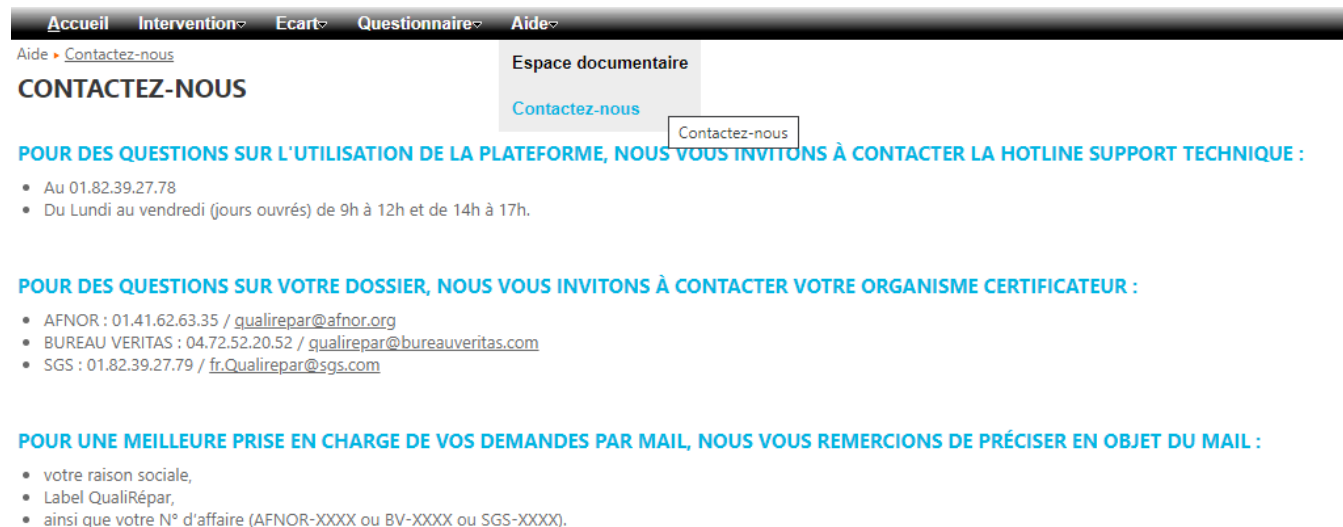 Accueil Intervention Ecart Questionnaire Aide
Aide ▸ Contactez-nous
Espace documentaire
CONTACTEZ-NOUS
Contactez-nous
Contactez-nous
POUR DES QUESTIONS SUR L'UTILISATION DE LA PLATEFORME, NOUS VOUS INVITONS À CONTACTER LA HOTLINE SUPPORT TECHNIQUE :
• Au 01.82.39.27.78
• Du Lundi au vendredi (jours ouvrés) de 9h à 12h et de 14h à 17h.
POUR DES QUESTIONS SUR VOTRE DOSSIER, NOUS VOUS INVITONS À CONTACTER VOTRE ORGANISME CERTIFICATEUR :
• AFNOR : 01.41.62.63.35 / qualirepar@afnor.org
• BUREAU VERITAS : 04.72.52.20.52 / qualirepar@bureauveritas.com
• SGS : 01.82.39.27.79 / fr.Qualirepar@sgs.com
POUR UNE MEILLEURE PRISE EN CHARGE DE VOS DEMANDES PAR MAIL, NOUS VOUS REMERCIONS DE PRÉCISER EN OBJET DU MAIL :
• votre raison sociale,
• Label QualiRépar,
• ainsi que votre N° d'affaire (AFNOR-XXXX ou BV-XXXX ou SGS-XXXX).